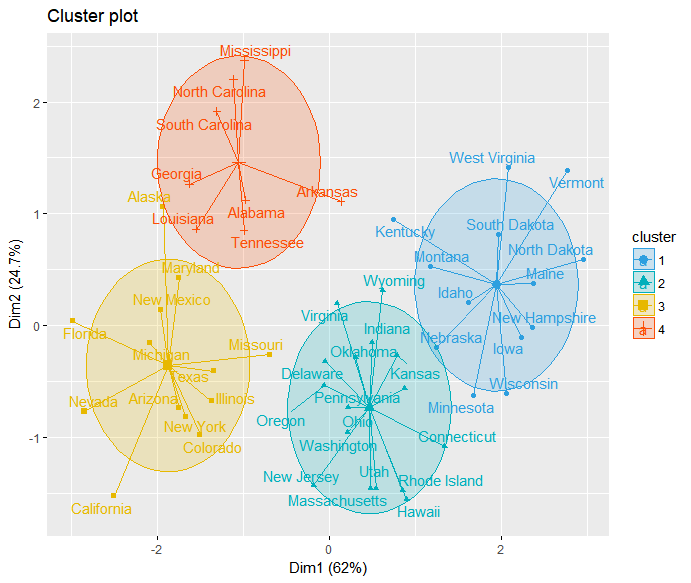 Cluster plot
Mississippi
North Carolina
South Carolina
Georgia
Arkansas
Alaska
Louisiana
Alabama
Tennessee
West Virginia
Vermont
South Dakota
Kentucky
North Dakota
Montana
Maine
Idaho
New Hampshire
Nebraska
Iowa
Wisconsin
Minnesota
Maryland
New Mexico
Florida
Missouri
Michigan
Texas
Nevada
Arizona
Illinois
New York
Colorado
California
Wyoming
Virginia
Indiana
Oklahoma
Delaware
Kansas
Pennsylvania
Oregon
Ohio
Connecticut
Washington
New Jersey
Utah
Rhode Island
Massachusetts
Hawaii
cluster
1
2
3
4
2
1
0
-1
-2
0
2
Dim1 (62%)
Dim2 (24.7%)